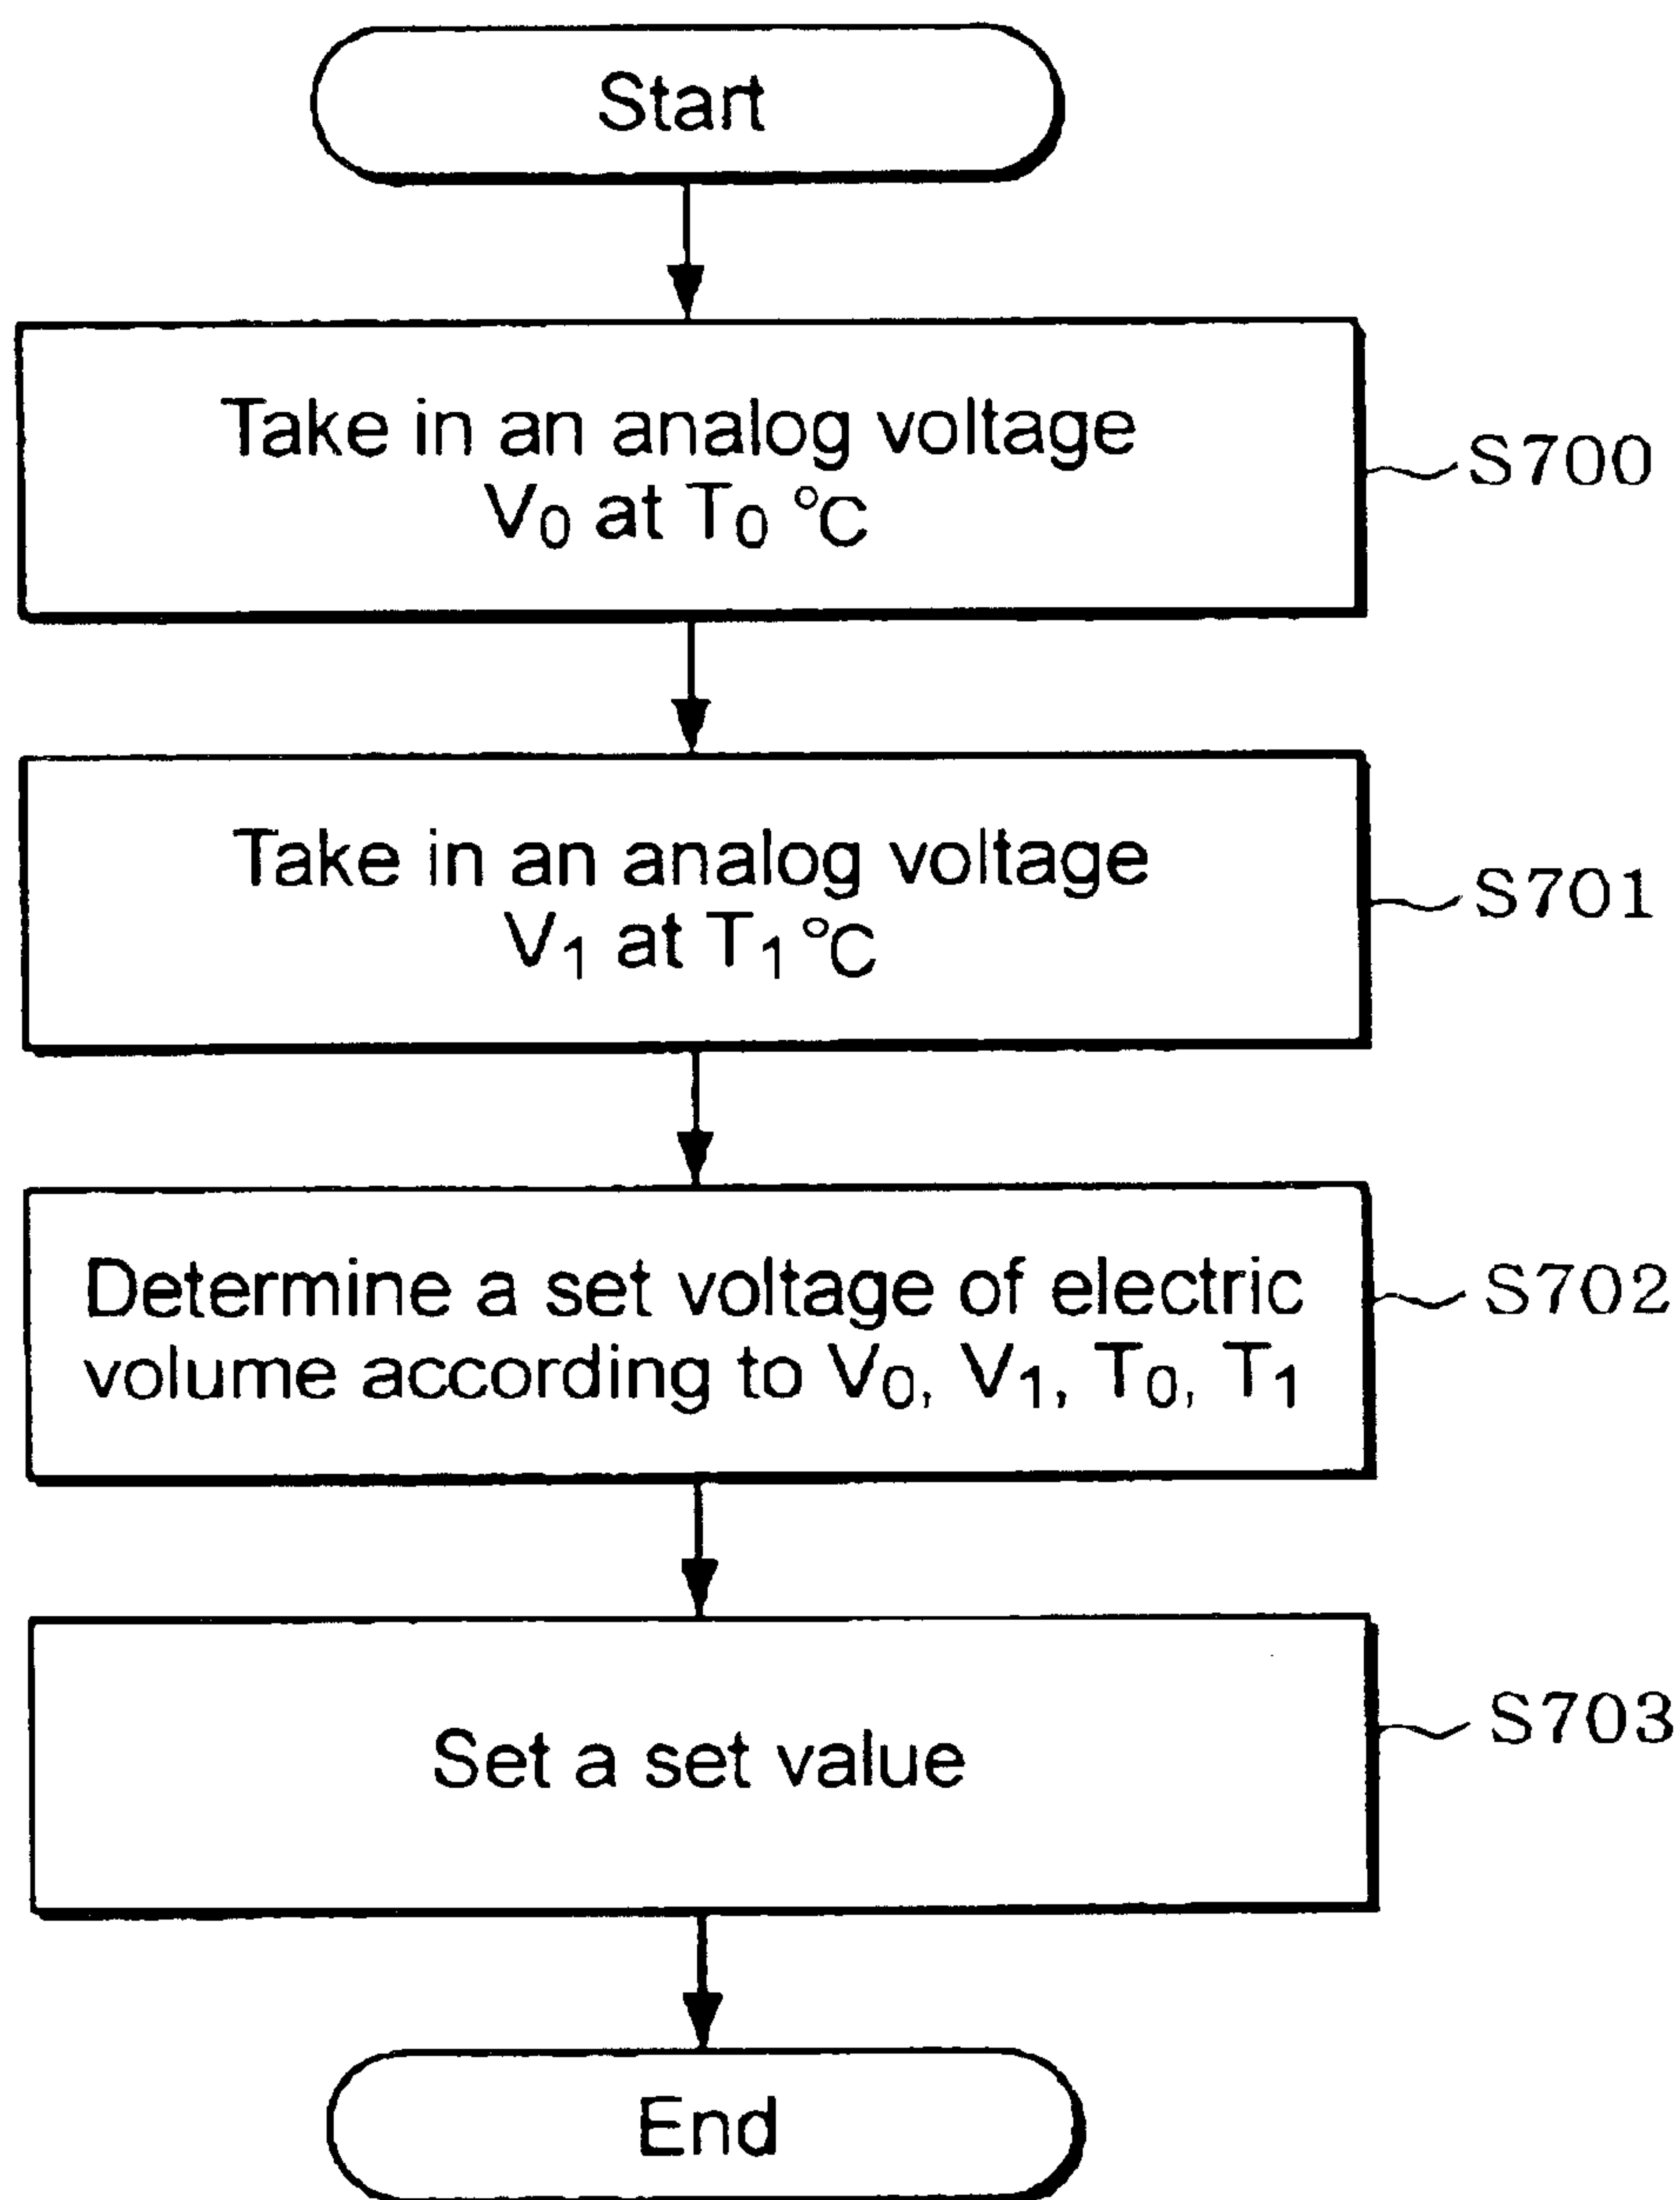 Start
Take in an analog voltage
V₀ at T₀ °C
S700
Take in an analog voltage
V₁ at T₁ °C
S701
Determine a set voltage of electric
volume according to V₀, V₁, T₀, T₁
S702
Set a set value
S703
End